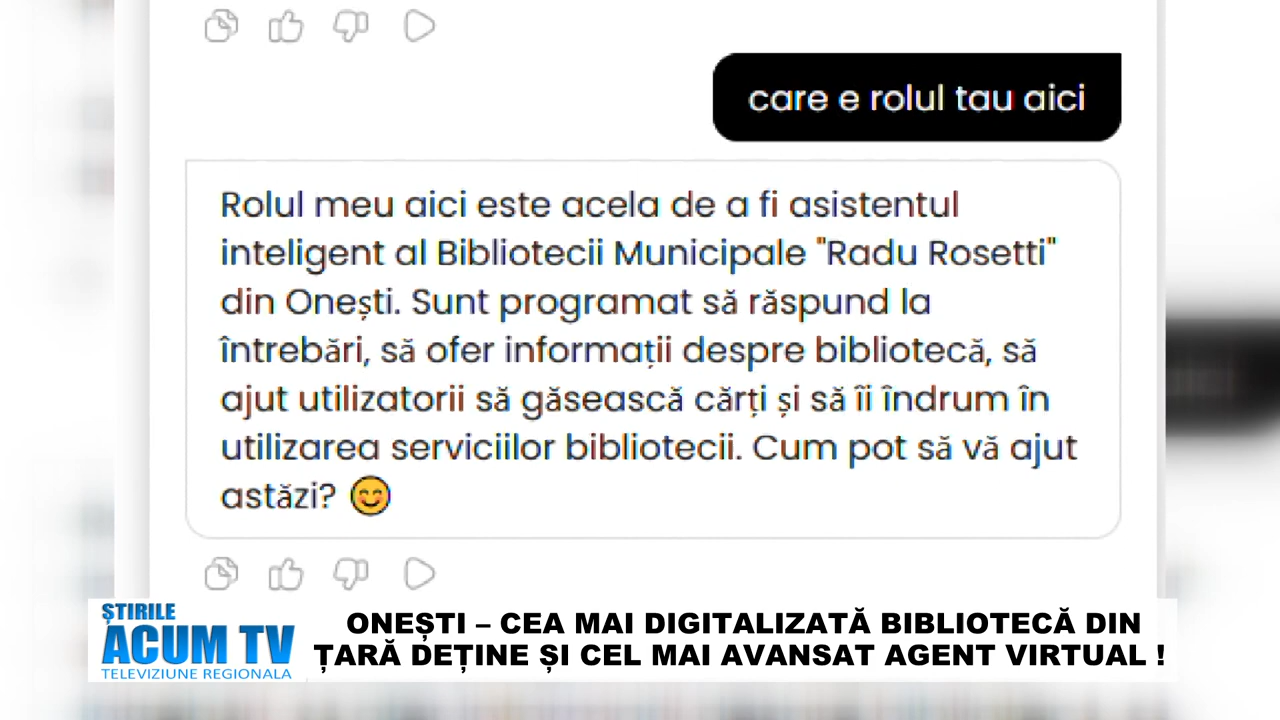 care e rolul tau aici
Rolul meu aici este acela de a fi asistentul
inteligent al Bibliotecii Municipale "Radu Rosetti"
din Onești. Sunt programat să răspund la
întrebări, să ofer informații despre bibliotecă, să
ajut utilizatorii să găsească cărți și să îi îndrum în
utilizarea serviciilor bibliotecii. Cum pot să vă ajut
astăzi? 😊
ȘTIRILE
ACUM TV
TELEVIZIUNE REGIONALA
ONEȘTI – CEA MAI DIGITALIZATĂ BIBLIOTECĂ DIN
ȚARĂ DEȚINE ȘI CEL MAI AVANSAT AGENT VIRTUAL !